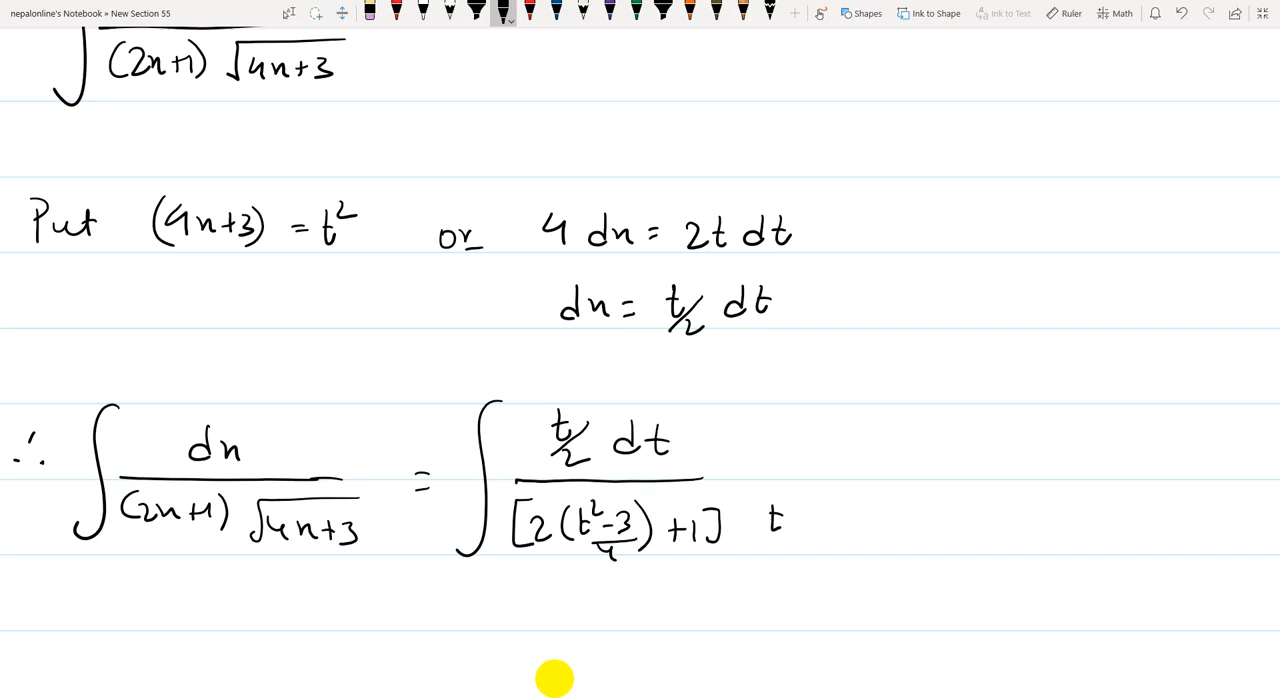 nepalonline's Notebook » New Section 55
Shapes Ink to Shape Ink to Text Ruler Math
∫ (2x+1) √4x+3
Put (4x+3) = t² or 4 dx = 2t dt
dx = t/2 dt
∴ ∫ dx / (2x+1) √4x+3 = ∫ t/2 dt / [2(t²-3/4)+1] t